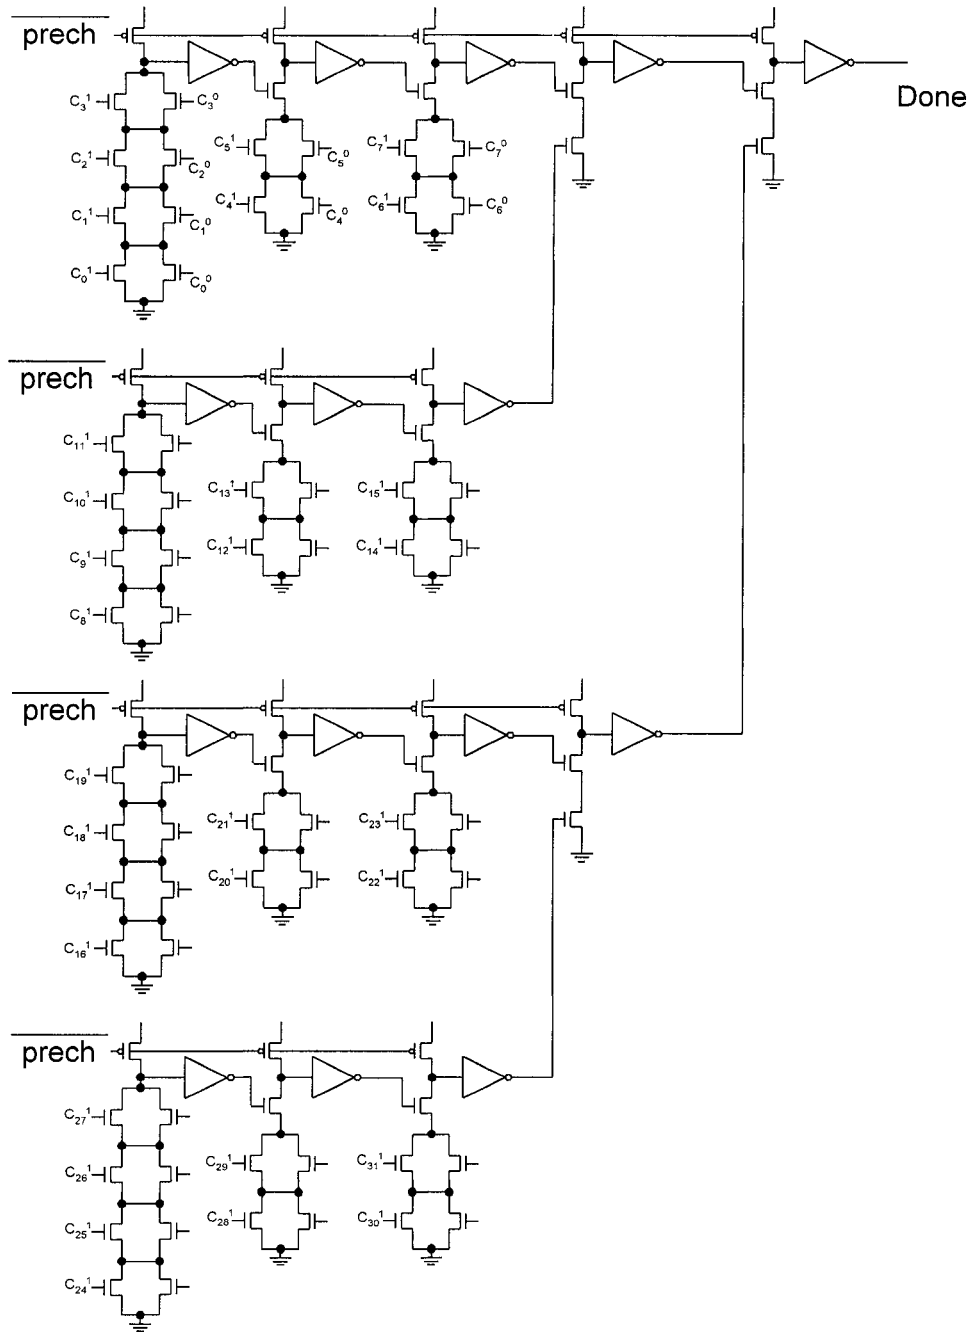 prech
Done
C₃¹ C₃⁰
C₂¹ C₂⁰
C₁¹ C₁⁰
C₀¹ C₀⁰
C₅¹ C₅⁰
C₄¹ C₄⁰
C₇¹ C₇⁰
C₆¹ C₆⁰
prech
C₁₁¹
C₁₀¹
C₉¹
C₈¹
C₁₃¹
C₁₂¹
C₁₅¹
C₁₄¹
prech
C₁₉¹
C₁₈¹
C₁₇¹
C₁₆¹
C₂₁¹
C₂₀¹
C₂₃¹
C₂₂¹
prech
C₂₇¹
C₂₆¹
C₂₅¹
C₂₄¹
C₂₉¹
C₂₈¹
C₃₁¹
C₃₀¹